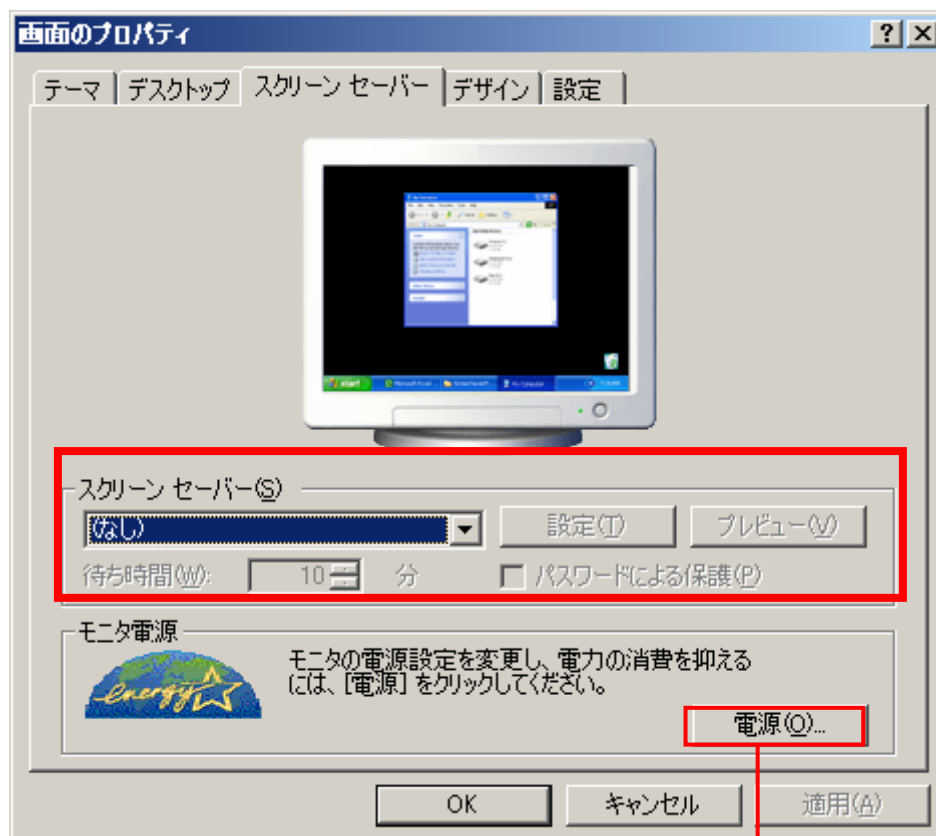 画面のプロパティ
テーマ デスクトップ スクリーン セーバー デザイン 設定
start
スクリーン セーバー(S)
(なし) 設定(T) プレビュー(V)
待ち時間(W): 10 分 パスワードによる保護(P)
モニタ電源
energy モニタの電源設定を変更し、電力の消費を抑える
には、[電源] をクリックしてください。
電源(O)...
OK キャンセル 適用(A)